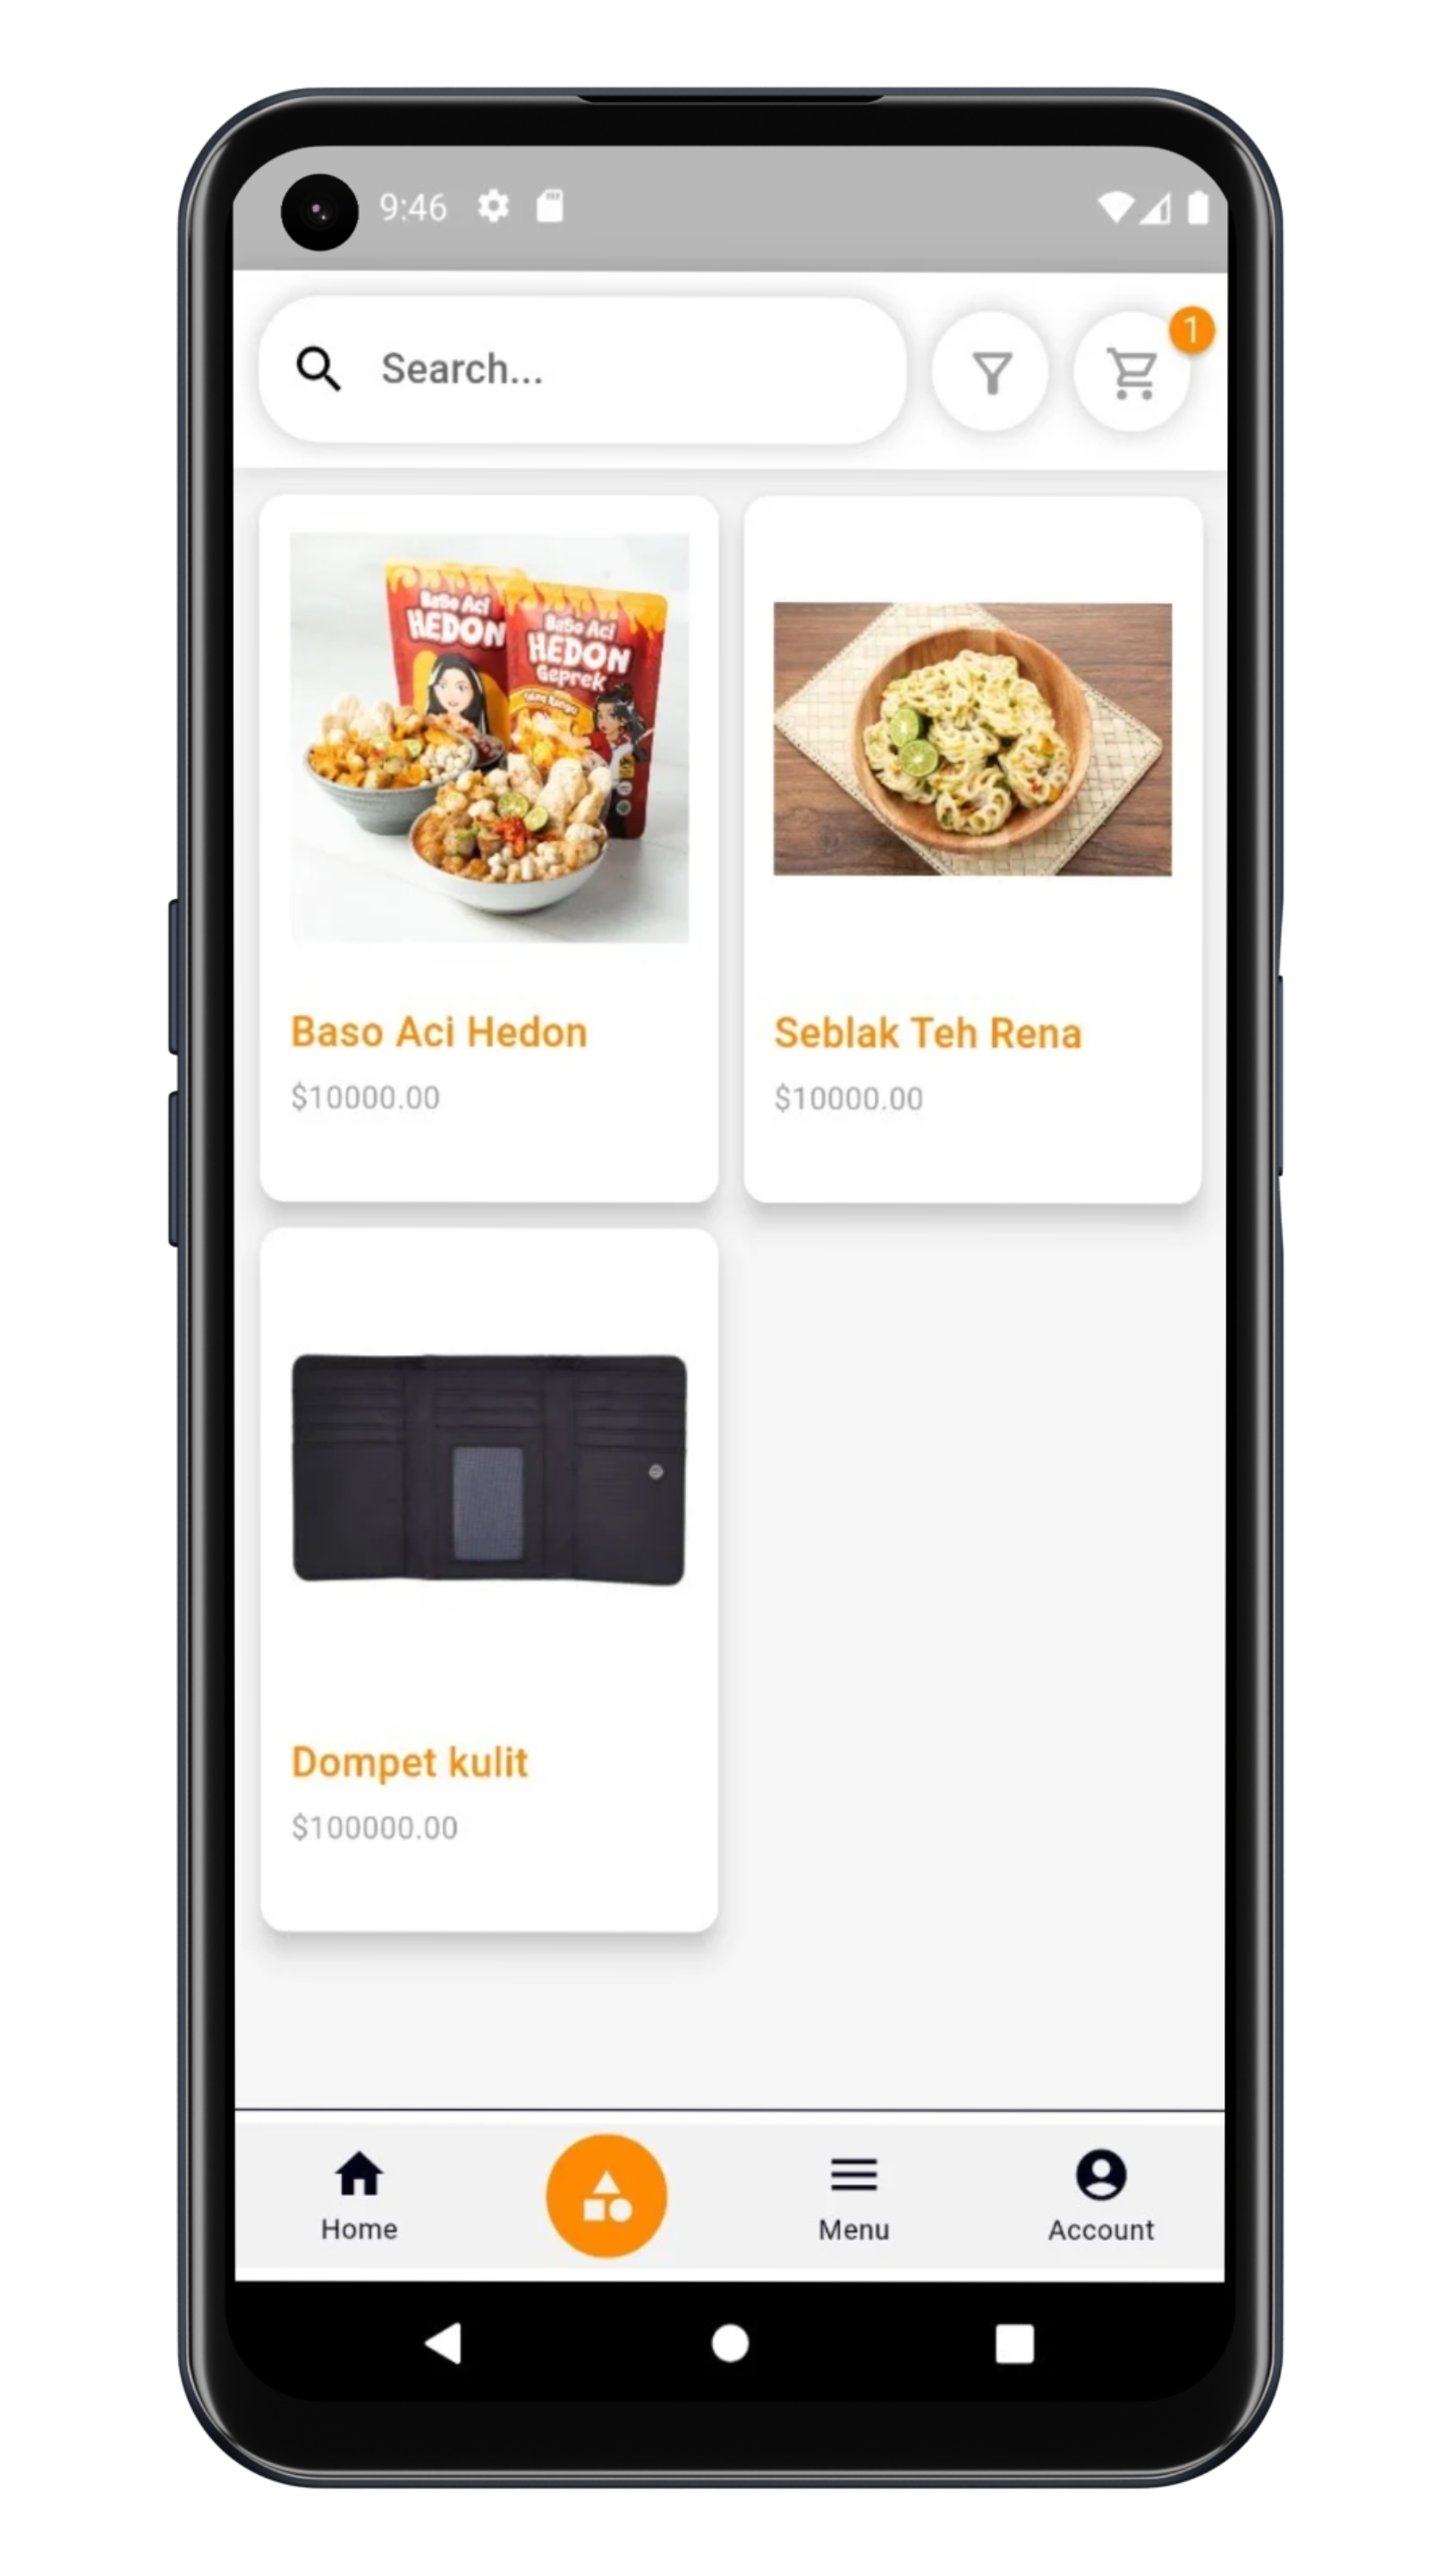 9:46
1
Search...
Baso Aci
HEDON
Baso Aci
HEDON
Geprek
Baso Aci Hedon
$10000.00
Seblak Teh Rena
$10000.00
Dompet kulit
$100000.00
Home
Menu
Account